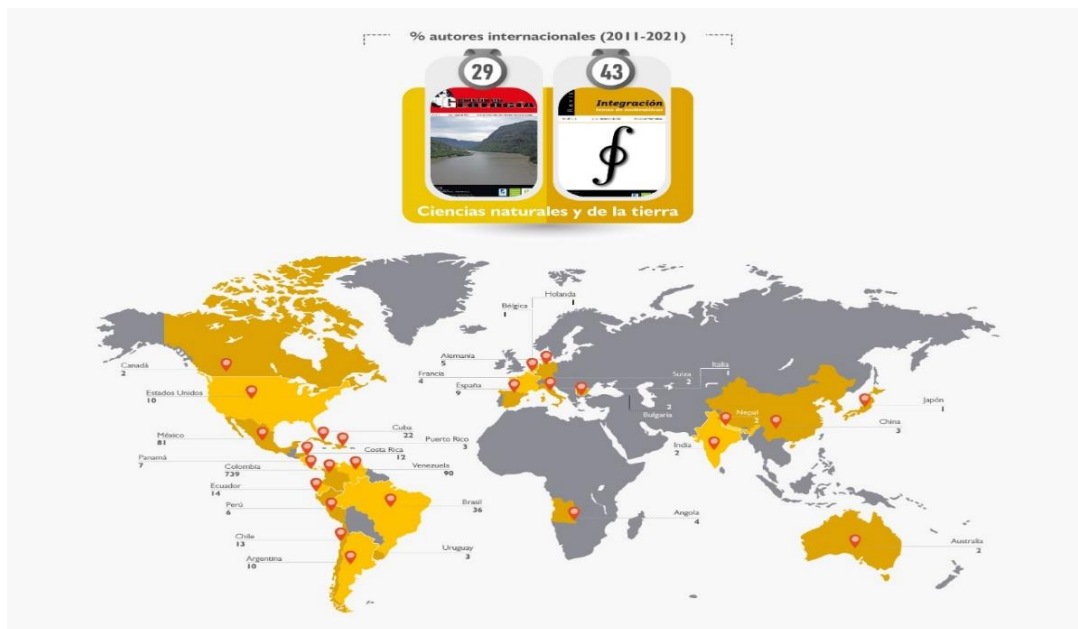 % autores internacionales (2011-2021)
29
43
Integración
Ciencias naturales y de la tierra
Holanda
1
Bélgica
1
Canadá
2
Alemania
5
Francia
4
Suiza
2
Italia
1
España
9
Estados Unidos
10
2
Bulgaria
Nepal
Japón
1
China
3
México
81
Cuba
22
Puerto Rico
3
India
2
Costa Rica
12
Panamá
7
Colombia
739
Venezuela
90
Ecuador
14
Perú
6
Brasil
36
Angola
4
Chile
13
Uruguay
3
Australia
2
Argentina
10